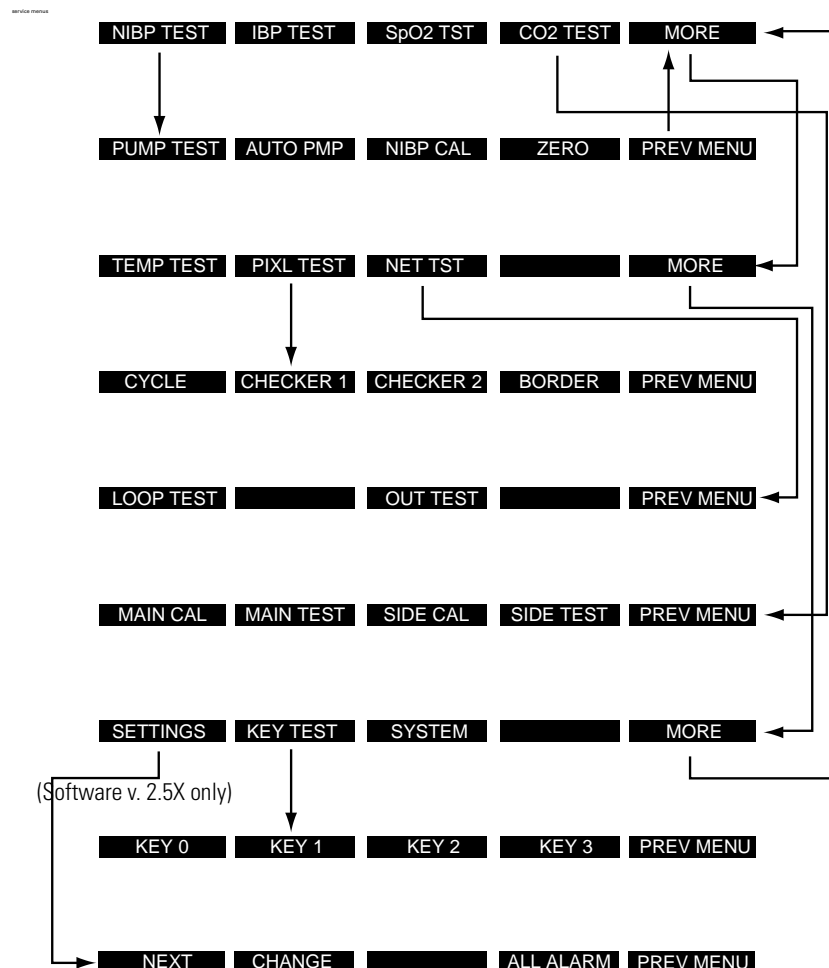 service menus
NIBP TEST IBP TEST SpO2 TST CO2 TEST MORE
PUMP TEST AUTO PMP NIBP CAL ZERO PREV MENU
TEMP TEST PIXL TEST NET TST MORE
CYCLE CHECKER 1 CHECKER 2 BORDER PREV MENU
LOOP TEST OUT TEST PREV MENU
MAIN CAL MAIN TEST SIDE CAL SIDE TEST PREV MENU
SETTINGS KEY TEST SYSTEM MORE
(Software v. 2.5X only)
KEY 0 KEY 1 KEY 2 KEY 3 PREV MENU
NEXT CHANGE ALL ALARM PREV MENU